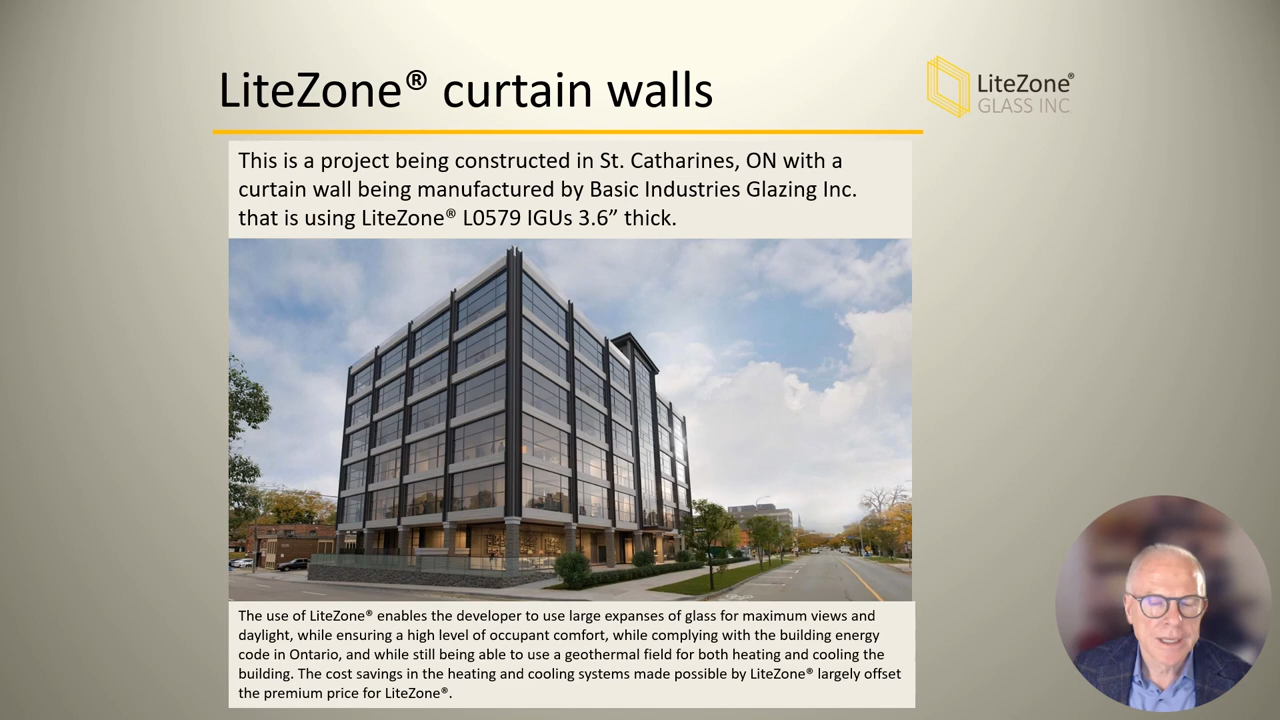 LiteZone® curtain walls
LiteZone®
GLASS INC
This is a project being constructed in St. Catharines, ON with a
curtain wall being manufactured by Basic Industries Glazing Inc.
that is using LiteZone® L0579 IGUs 3.6” thick.
The use of LiteZone® enables the developer to use large expanses of glass for maximum views and
daylight, while ensuring a high level of occupant comfort, while complying with the building energy
code in Ontario, and while still being able to use a geothermal field for both heating and cooling the
building. The cost savings in the heating and cooling systems made possible by LiteZone® largely offset
the premium price for LiteZone®.